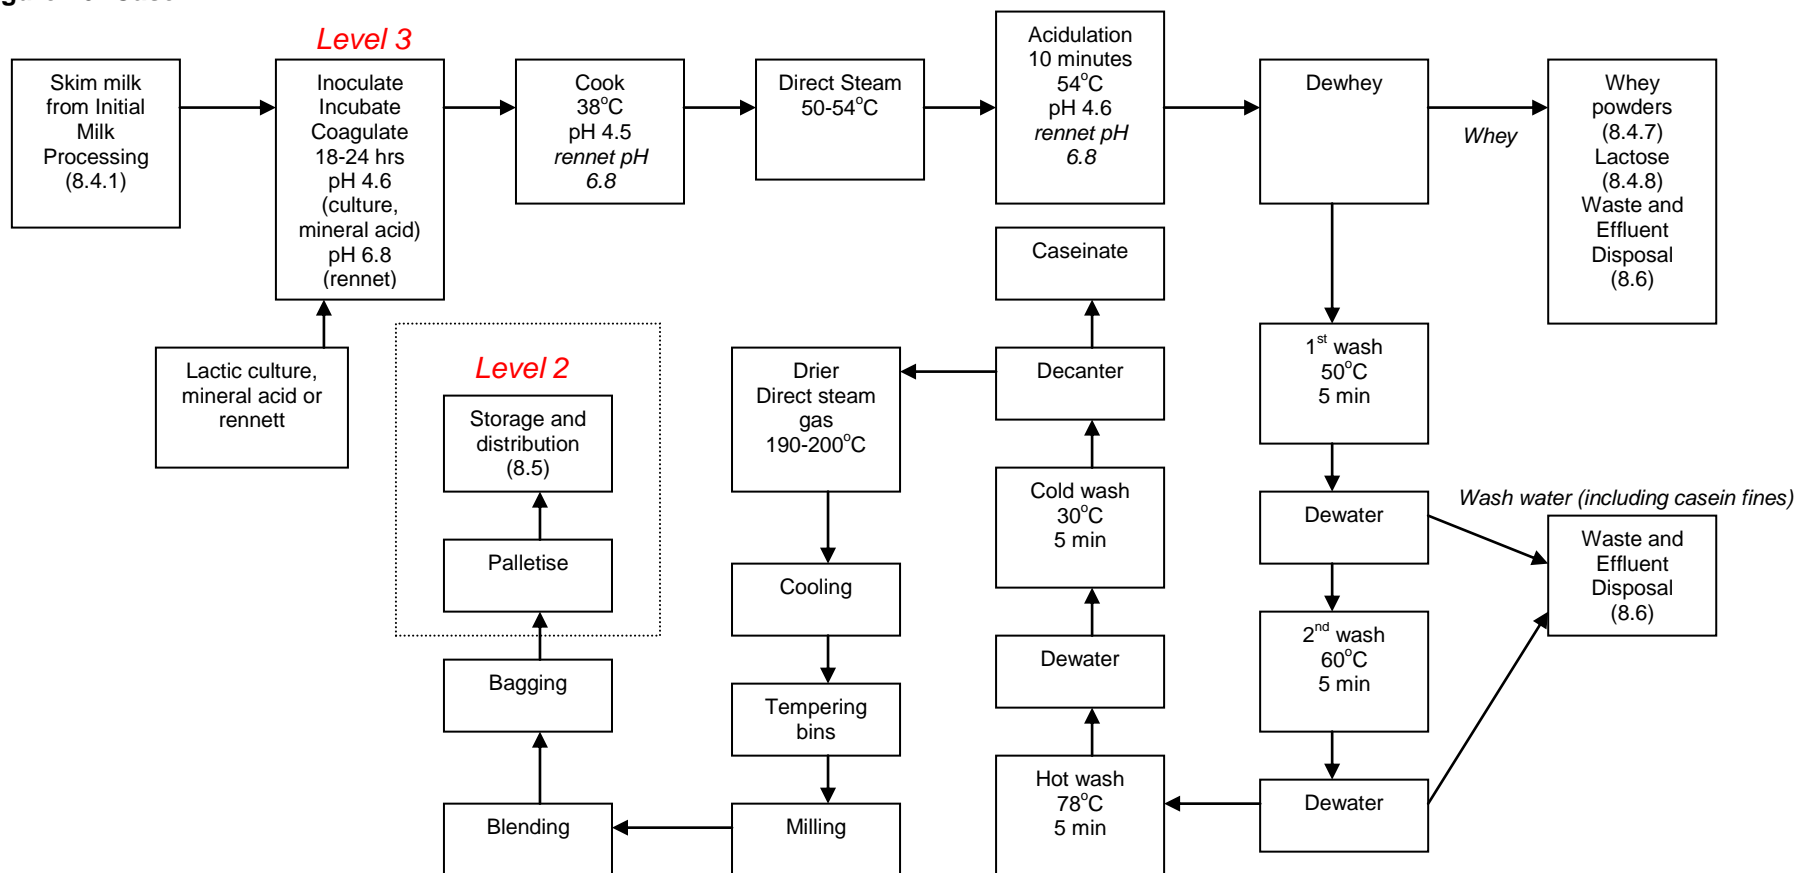 Level 3
Skim milk
from Initial
Milk
Processing
(8.4.1)
Inoculate
Incubate
Coagulate
18-24 hrs
pH 4.6
(culture,
mineral acid)
pH 6.8
(rennet)
Cook
38°C
pH 4.5
rennet pH
6.8
Direct Steam
50-54°C
Acidulation
10 minutes
54°C
pH 4.6
rennet pH
6.8
Dewhey
Whey
Whey
powders
(8.4.7)
Lactose
(8.4.8)
Waste and
Effluent
Disposal
(8.6)
Lactic culture,
mineral acid or
rennett
Level 2
Storage and
distribution
(8.5)
Palletise
Bagging
Blending
Drier
Direct steam
gas
190-200°C
Cooling
Tempering
bins
Milling
Caseinate
Decanter
Cold wash
30°C
5 min
Dewater
Hot wash
78°C
5 min
1st wash
50°C
5 min
Dewater
2nd wash
60°C
5 min
Dewater
Wash water (including casein fines)
Waste and
Effluent
Disposal
(8.6)